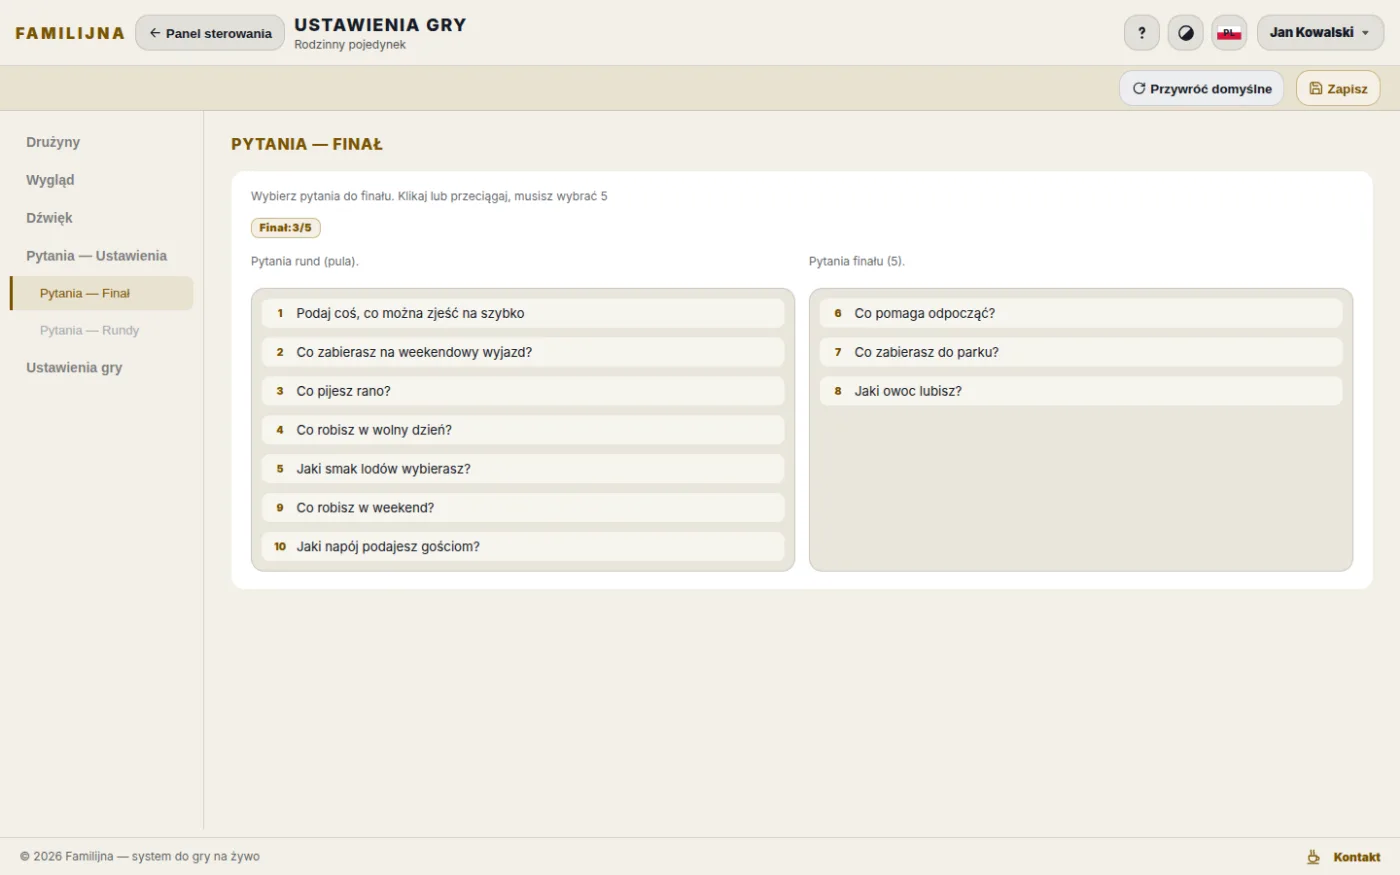 FAMILIJNA
← Panel sterowania
USTAWIENIA GRY
Rodzinny pojedynek
?
PL
Jan Kowalski
Przywróć domyślne
Zapisz
Drużyny
Wygląd
Dźwięk
Pytania — Ustawienia
Pytania — Finał
Pytania — Rundy
Ustawienia gry
PYTANIA — FINAŁ
Wybierz pytania do finału. Klikaj lub przeciągaj, musisz wybrać 5
Finał:3/5
Pytania rund (pula).
1 Podaj coś, co można zjeść na szybko
2 Co zabierasz na weekendowy wyjazd?
3 Co pijesz rano?
4 Co robisz w wolny dzień?
5 Jaki smak lodów wybierasz?
9 Co robisz w weekend?
10 Jaki napój podajesz gościom?
Pytania finału (5).
6 Co pomaga odpocząć?
7 Co zabierasz do parku?
8 Jaki owoc lubisz?
© 2026 Familijna — system do gry na żywo
Kontakt